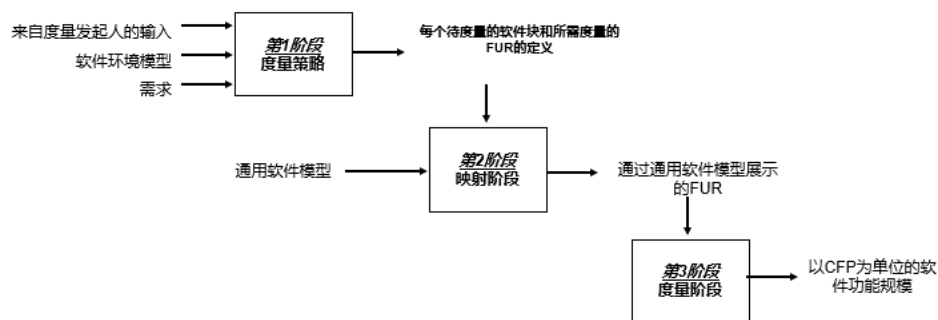 来自度量发起人的输入
软件环境模型
需求
第1阶段
度量策略
每个待度量的软件块和所需度量的
FUR的定义
通用软件模型
第2阶段
映射阶段
通过通用软件模型展示
的FUR
第3阶段
度量阶段
以CFP为单位的软
件功能规模